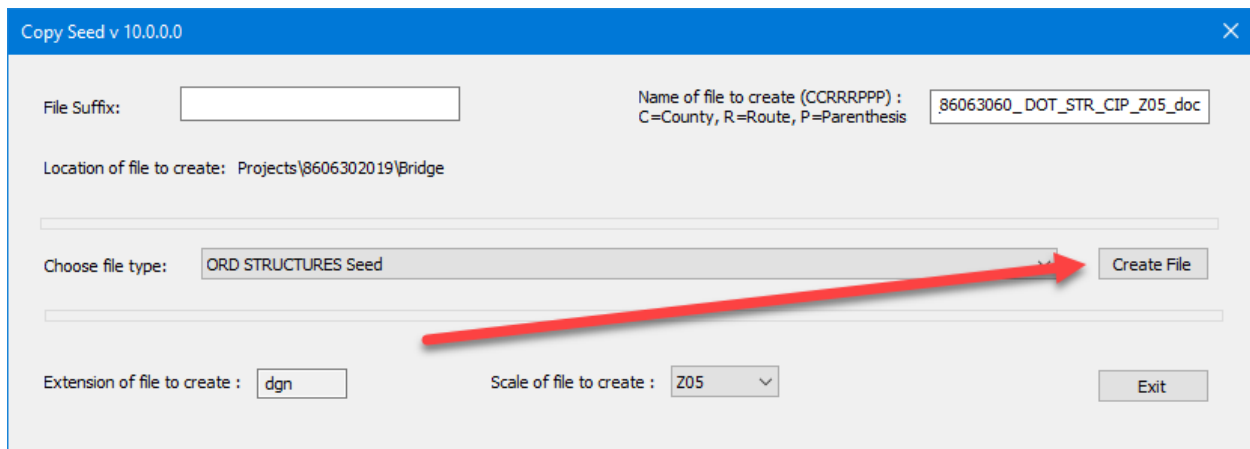 Copy Seed v 10.0.0.0
File Suffix:
Name of file to create (CCRRRPPP) :
C=County, R=Route, P=Parenthesis
86063060_ DOT_STR_CIP_Z05_doc
Location of file to create: Projects\8606302019\Bridge
Choose file type: ORD STRUCTURES Seed Create File
Extension of file to create : dgn Scale of file to create : Z05 Exit